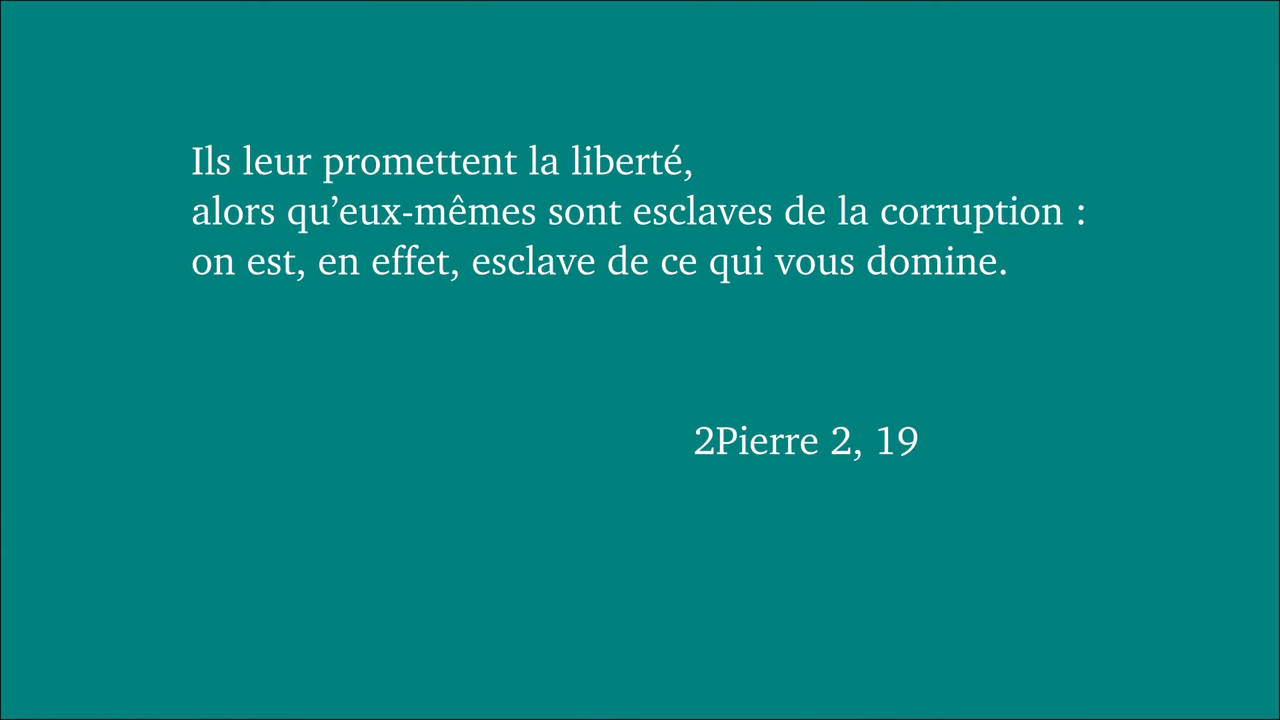 Ils leur promettent la liberté,
alors qu’eux-mêmes sont esclaves de la corruption :
on est, en effet, esclave de ce qui vous domine.
2Pierre 2, 19